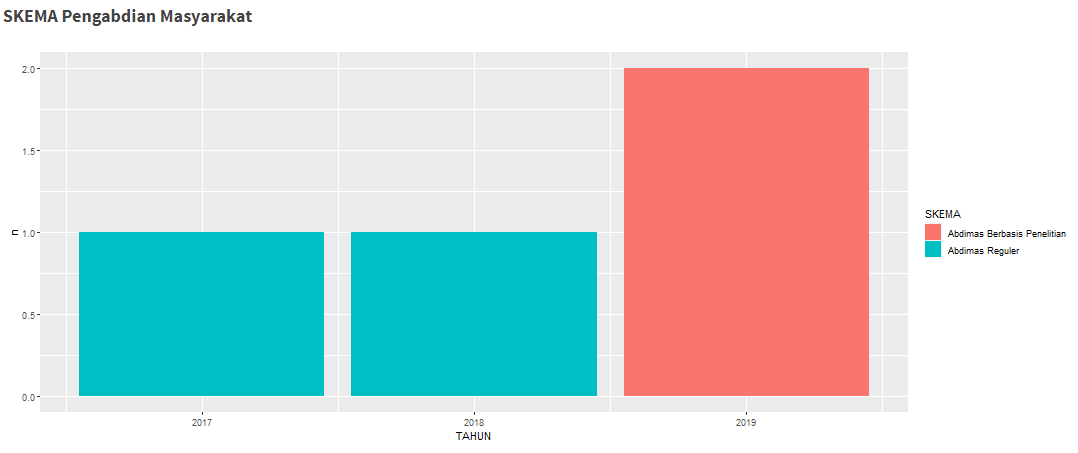 SKEMA Pengabdian Masyarakat
2.0
1.5
n
1.0
0.5
0.0
2017
2018
2019
TAHUN
SKEMA
Abdimas Berbasis Penelitian
Abdimas Reguler